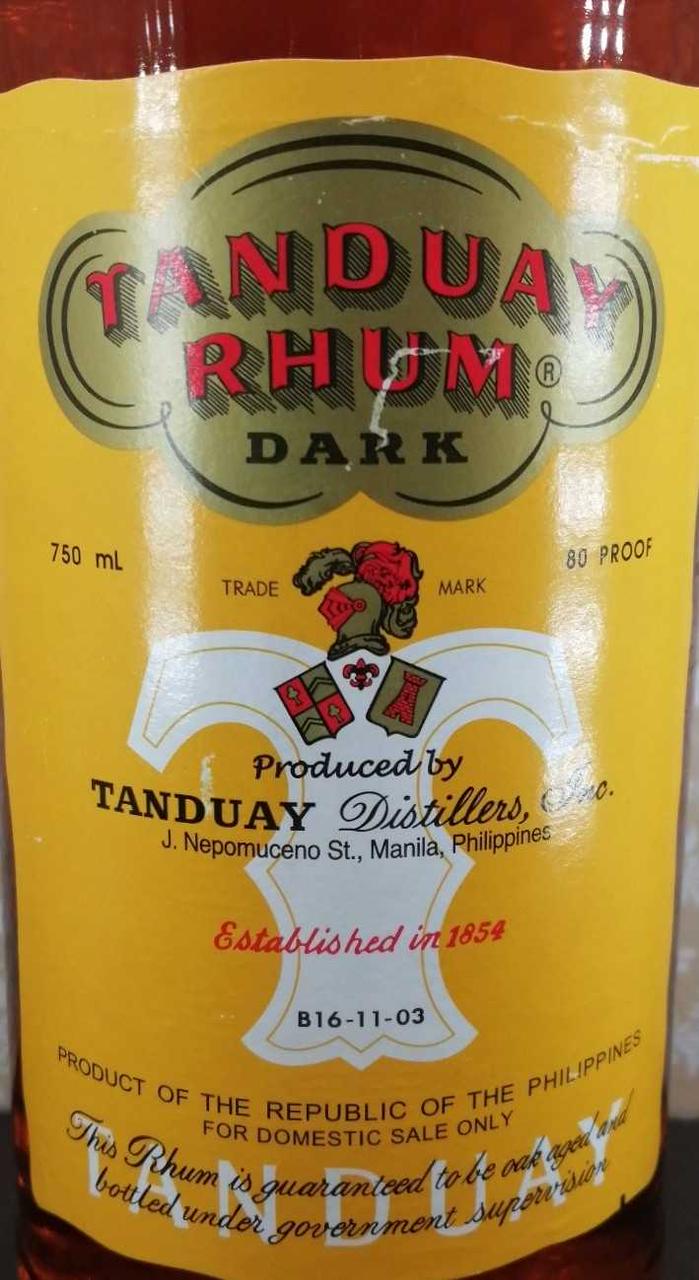 TANDUAY
RHUM ®
DARK
750 mL
80 PROOF
TRADE MARK
Produced by
TANDUAY Distillers, Inc.
J. Nepomuceno St., Manila, Philippines
Established in 1854
B16-11-03
PRODUCT OF THE REPUBLIC OF THE PHILIPPINES
FOR DOMESTIC SALE ONLY
TANDUAY
This Rhum is guaranteed to be oak aged and
bottled under government supervision